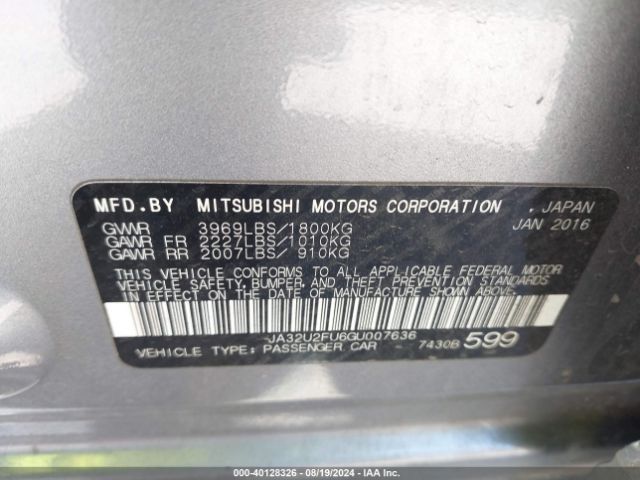 MFD.BY MITSUBISHI MOTORS CORPORATION , JAPAN
GVWR 3969LBS/1800KG JAN 2016
GAWR FR 2227LBS/1010KG
GAWR RR 2007LBS/ 910KG
THIS VEHICLE CONFORMS TO ALL APPLICABLE FEDERAL MOTOR
VEHICLE SAFETY, BUMPER, AND THEFT PREVENTION STANDARDS
IN EFFECT ON THE DATE OF MANUFACTURE SHOWN ABOVE.
JA32U2FU6GU007636
VEHICLE TYPE: PASSENGER CAR 7430B 599
000-40128326 - 08/19/2024 - IAA Inc.